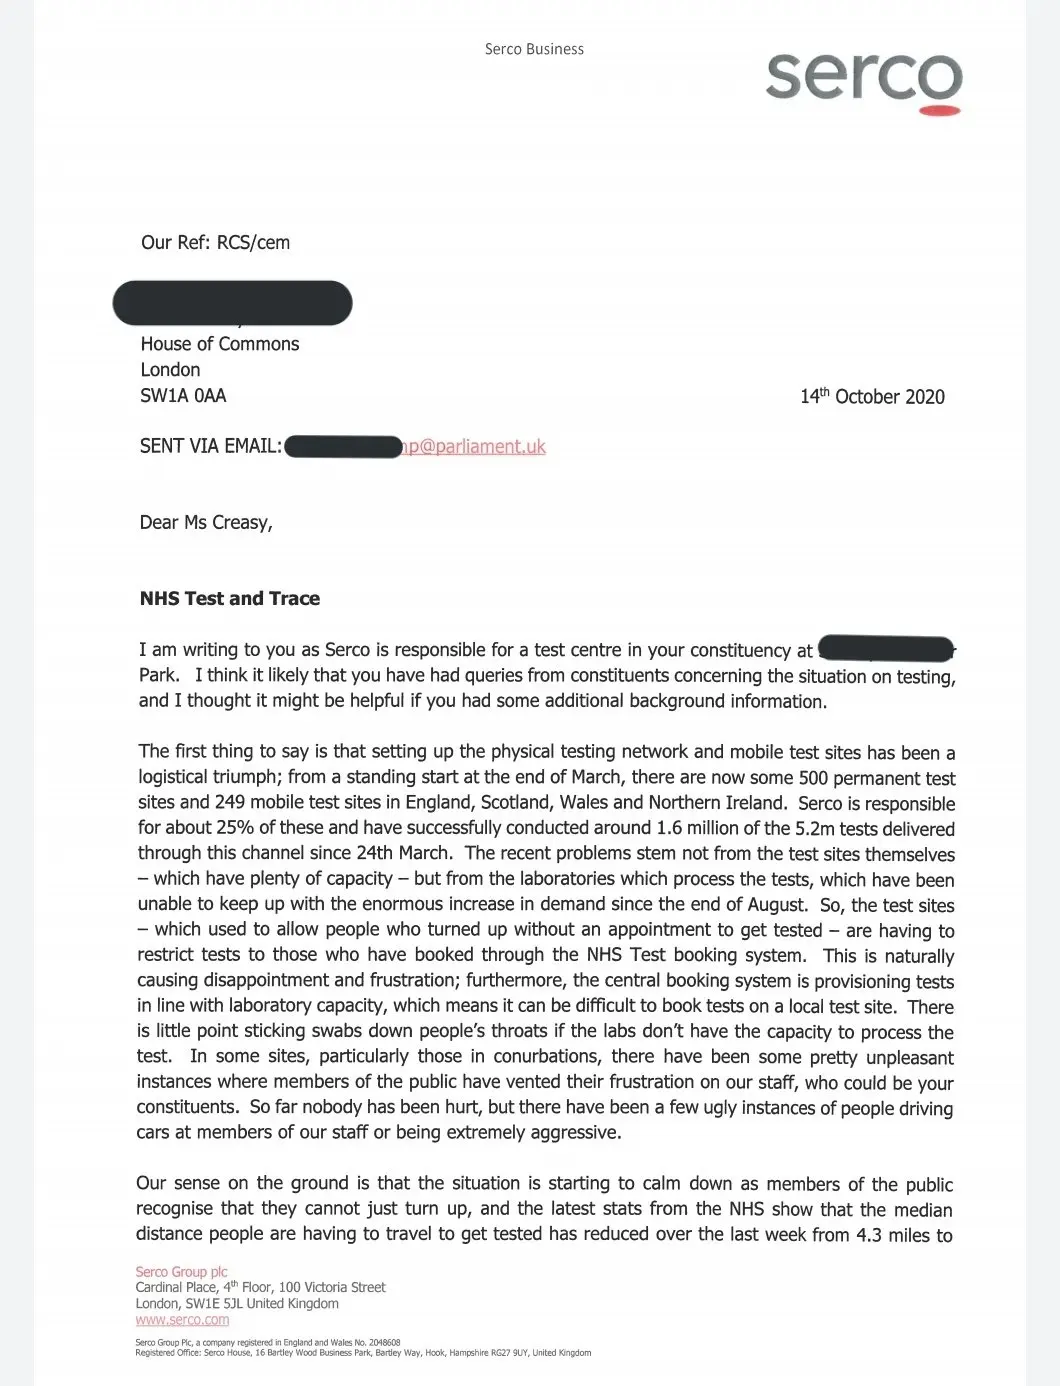 Serco Business
serco
Our Ref: RCS/cem
House of Commons
London
SW1A 0AA
14th October 2020
SENT VIA EMAIL: p@parliament.uk
Dear Ms Creasy,
NHS Test and Trace
I am writing to you as Serco is responsible for a test centre in your constituency at
Park. I think it likely that you have had queries from constituents concerning the situation on testing,
and I thought it might be helpful if you had some additional background information.
The first thing to say is that setting up the physical testing network and mobile test sites has been a
logistical triumph; from a standing start at the end of March, there are now some 500 permanent test
sites and 249 mobile test sites in England, Scotland, Wales and Northern Ireland. Serco is responsible
for about 25% of these and have successfully conducted around 1.6 million of the 5.2m tests delivered
through this channel since 24th March. The recent problems stem not from the test sites themselves
– which have plenty of capacity – but from the laboratories which process the tests, which have been
unable to keep up with the enormous increase in demand since the end of August. So, the test sites
– which used to allow people who turned up without an appointment to get tested – are having to
restrict tests to those who have booked through the NHS Test booking system. This is naturally
causing disappointment and frustration; furthermore, the central booking system is provisioning tests
in line with laboratory capacity, which means it can be difficult to book tests on a local test site. There
is little point sticking swabs down people's throats if the labs don't have the capacity to process the
test. In some sites, particularly those in conurbations, there have been some pretty unpleasant
instances where members of the public have vented their frustration on our staff, who could be your
constituents. So far nobody has been hurt, but there have been a few ugly instances of people driving
cars at members of our staff or being extremely aggressive.
Our sense on the ground is that the situation is starting to calm down as members of the public
recognise that they cannot just turn up, and the latest stats from the NHS show that the median
distance people are having to travel to get tested has reduced over the last week from 4.3 miles to
Serco Group plc
Cardinal Place, 4th Floor, 100 Victoria Street
London, SW1E 5JL United Kingdom
www.serco.com
Serco Group Plc, a company registered in England and Wales No. 2048608
Registered Office: Serco House, 16 Bartley Wood Business Park, Bartley Way, Hook, Hampshire RG27 9UY, United Kingdom